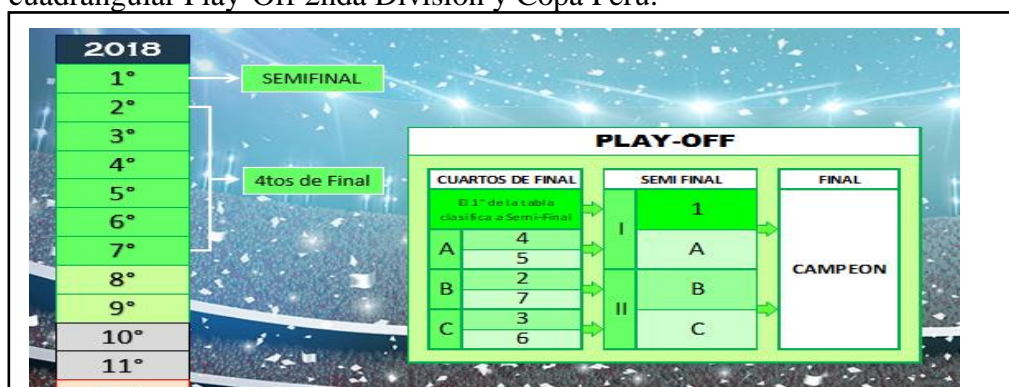 cuadrangular Play-Off 2nda División y Copa Perú.
2018
1°
SEMIFINAL
2°
3°
4°
4tos de Final
5°
6°
7°
8°
9°
10°
11°
PLAY-OFF
CUARTOS DE FINAL
SEMI FINAL
FINAL
El 1° de la tabla
clasifica a Semi-Final
A
4
5
B
2
7
C
3
6
I
1
A
II
B
C
CAMPEON